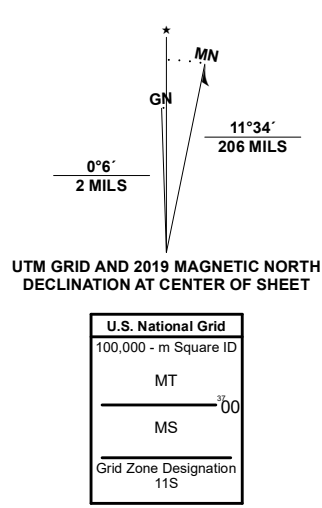 ★
MN
GN
11°34´
206 MILS
0°6´
2 MILS
UTM GRID AND 2019 MAGNETIC NORTH
DECLINATION AT CENTER OF SHEET
U.S. National Grid
100,000 - m Square ID
MT
3700
MS
Grid Zone Designation
11S